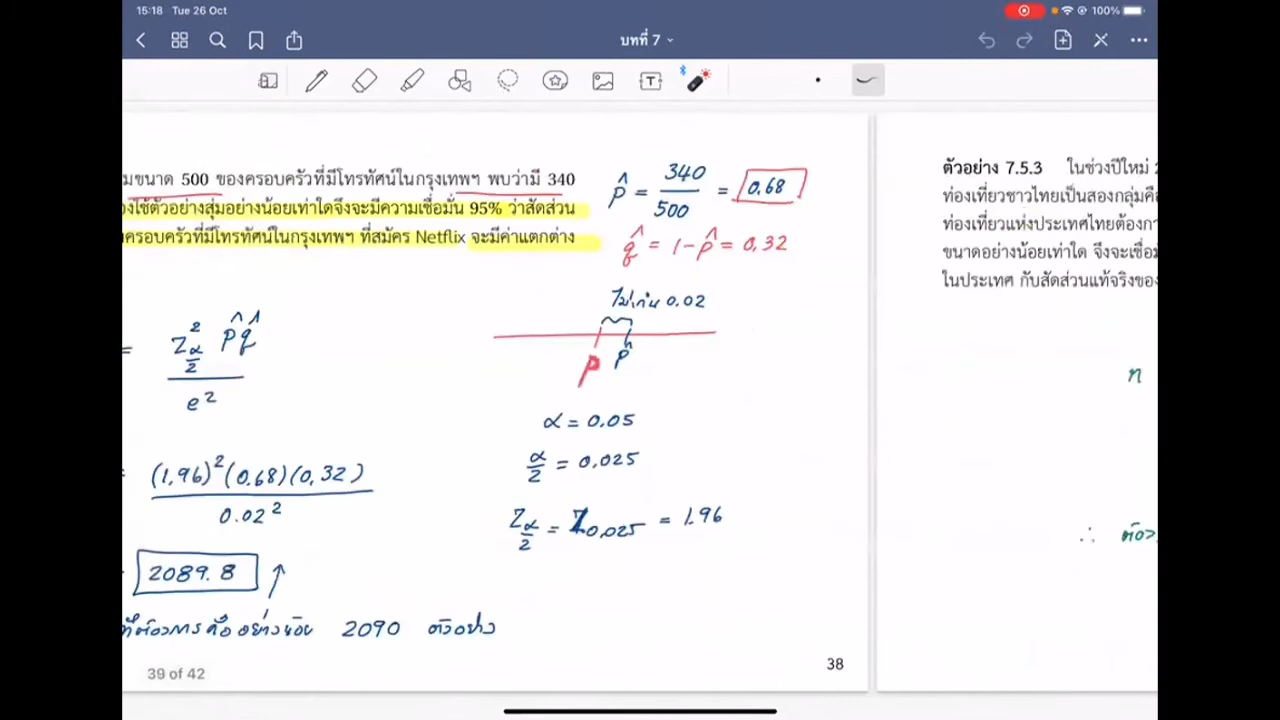 15:18 Tue 26 Oct
100%
บทที่ 7
มขนาด 500 ของครอบครัวที่มีโทรทัศน์ในกรุงเทพฯ พบว่ามี 340
องใช้ตัวอย่างสุ่มอย่างน้อยเท่าใดจึงจะมีความเชื่อมั่น 95% ว่าสัดส่วน
งครอบครัวที่มีโทรทัศน์ในกรุงเทพฯ ที่สมัคร Netflix จะมีค่าแตกต่าง
p̂ = 340/500 = 0.68
q̂ = 1-p̂ = 0.32
ไม่เกิน 0.02
p p̂
= Z²α/2 p̂q̂ / e²
α = 0.05
α/2 = 0.025
= (1.96)²(0.68)(0.32) / 0.02²
Zα/2 = Z0.025 = 1.96
2089.8 ↑
ที่ต้องการคือ อย่างน้อย 2090 ตัวอย่าง
39 of 42
38
ตัวอย่าง 7.5.3 ในช่วงปีใหม่
ท่องเที่ยวชาวไทยเป็นสองกลุ่มคือ
ท่องเที่ยวแห่งประเทศไทยต้องกา
ขนาดอย่างน้อยเท่าใด จึงจะเชื่อม
ในประเทศ กับสัดส่วนแท้จริงของ
n
∴ ต้อง